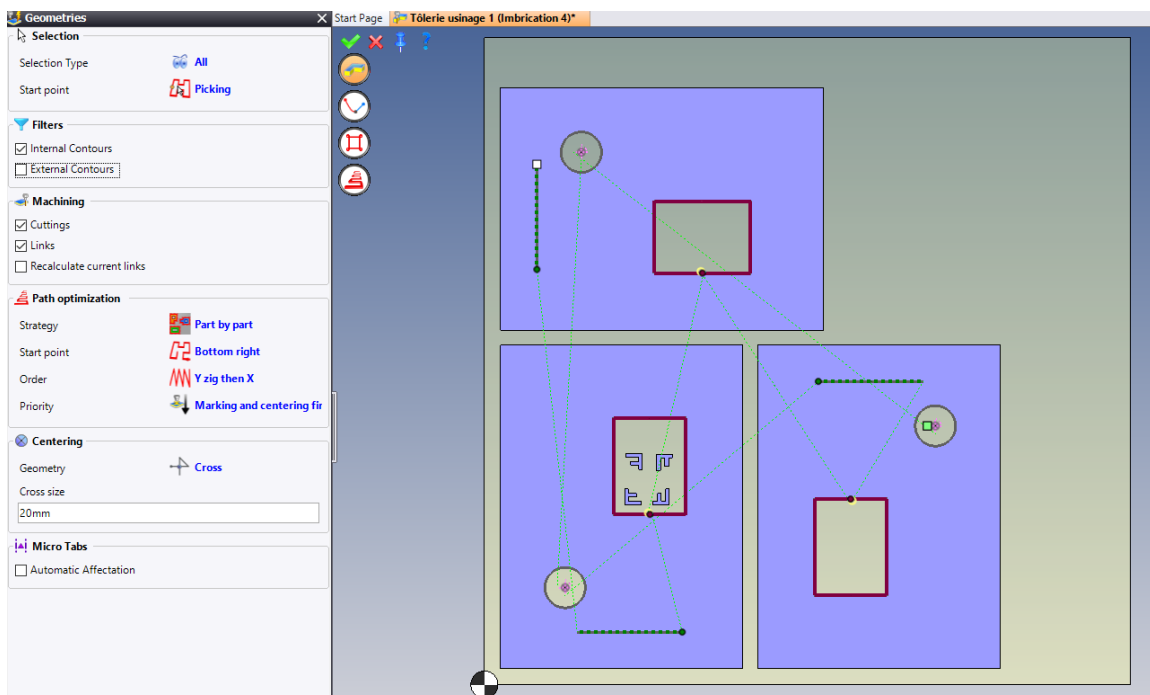 Geometries
Start Page
Tôlerie usinage 1 (Imbrication 4)*
Selection
Selection Type All
Start point Picking
Filters
Internal Contours
External Contours
Machining
Cuttings
Links
Recalculate current links
Path optimization
Strategy Part by part
Start point Bottom right
Order Y zig then X
Priority Marking and centering fir
Centering
Geometry Cross
Cross size
20mm
Micro Tabs
Automatic Affectation